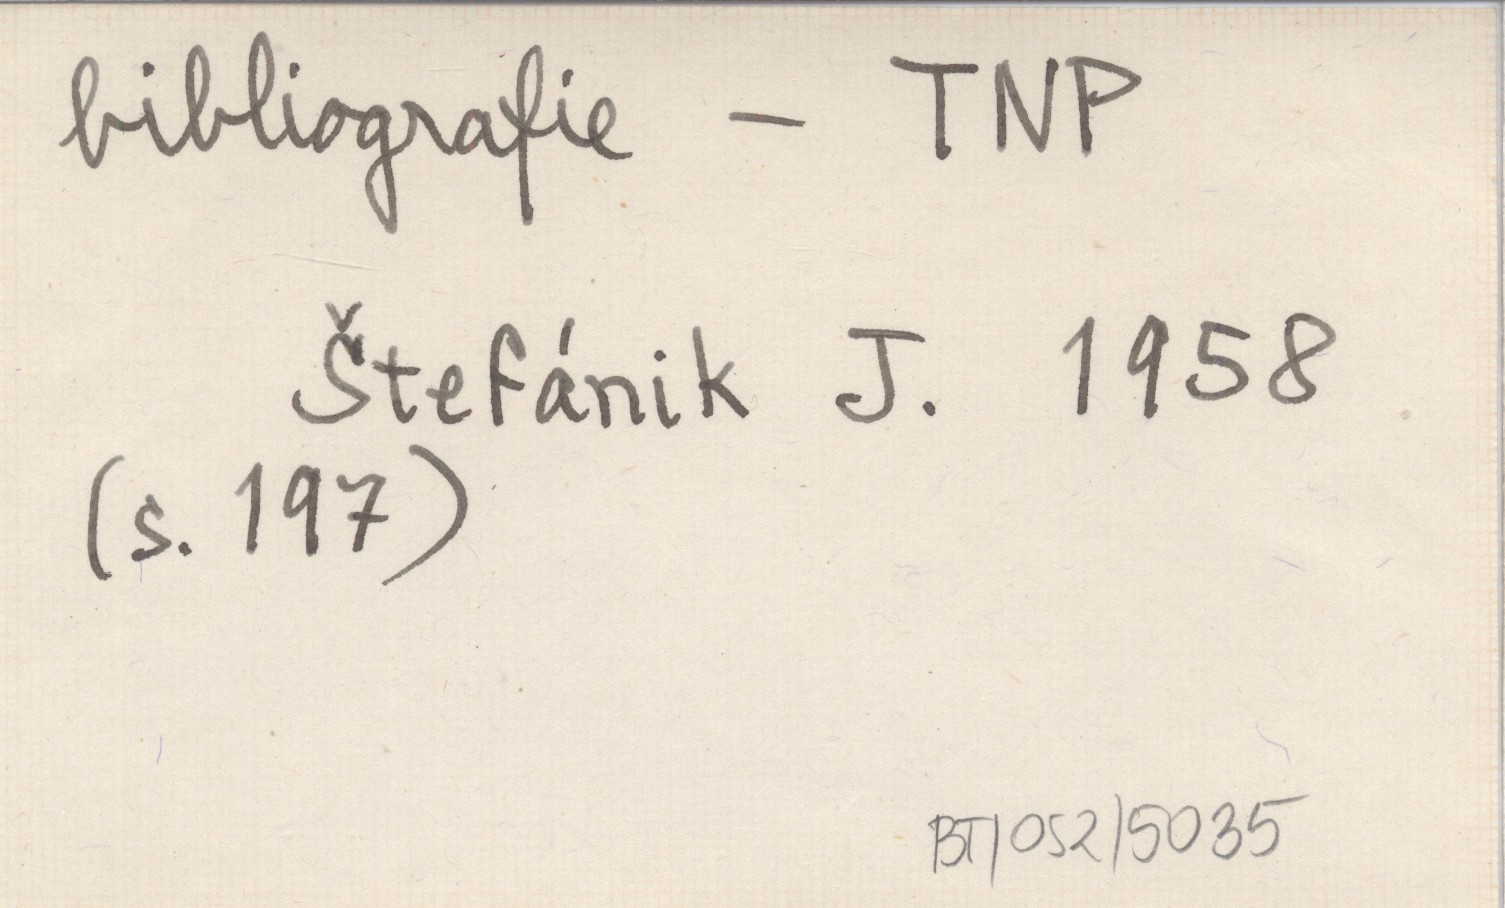 bibliografie – TNP
Štefánik J. 1958
(s. 197)
BT/052/5035